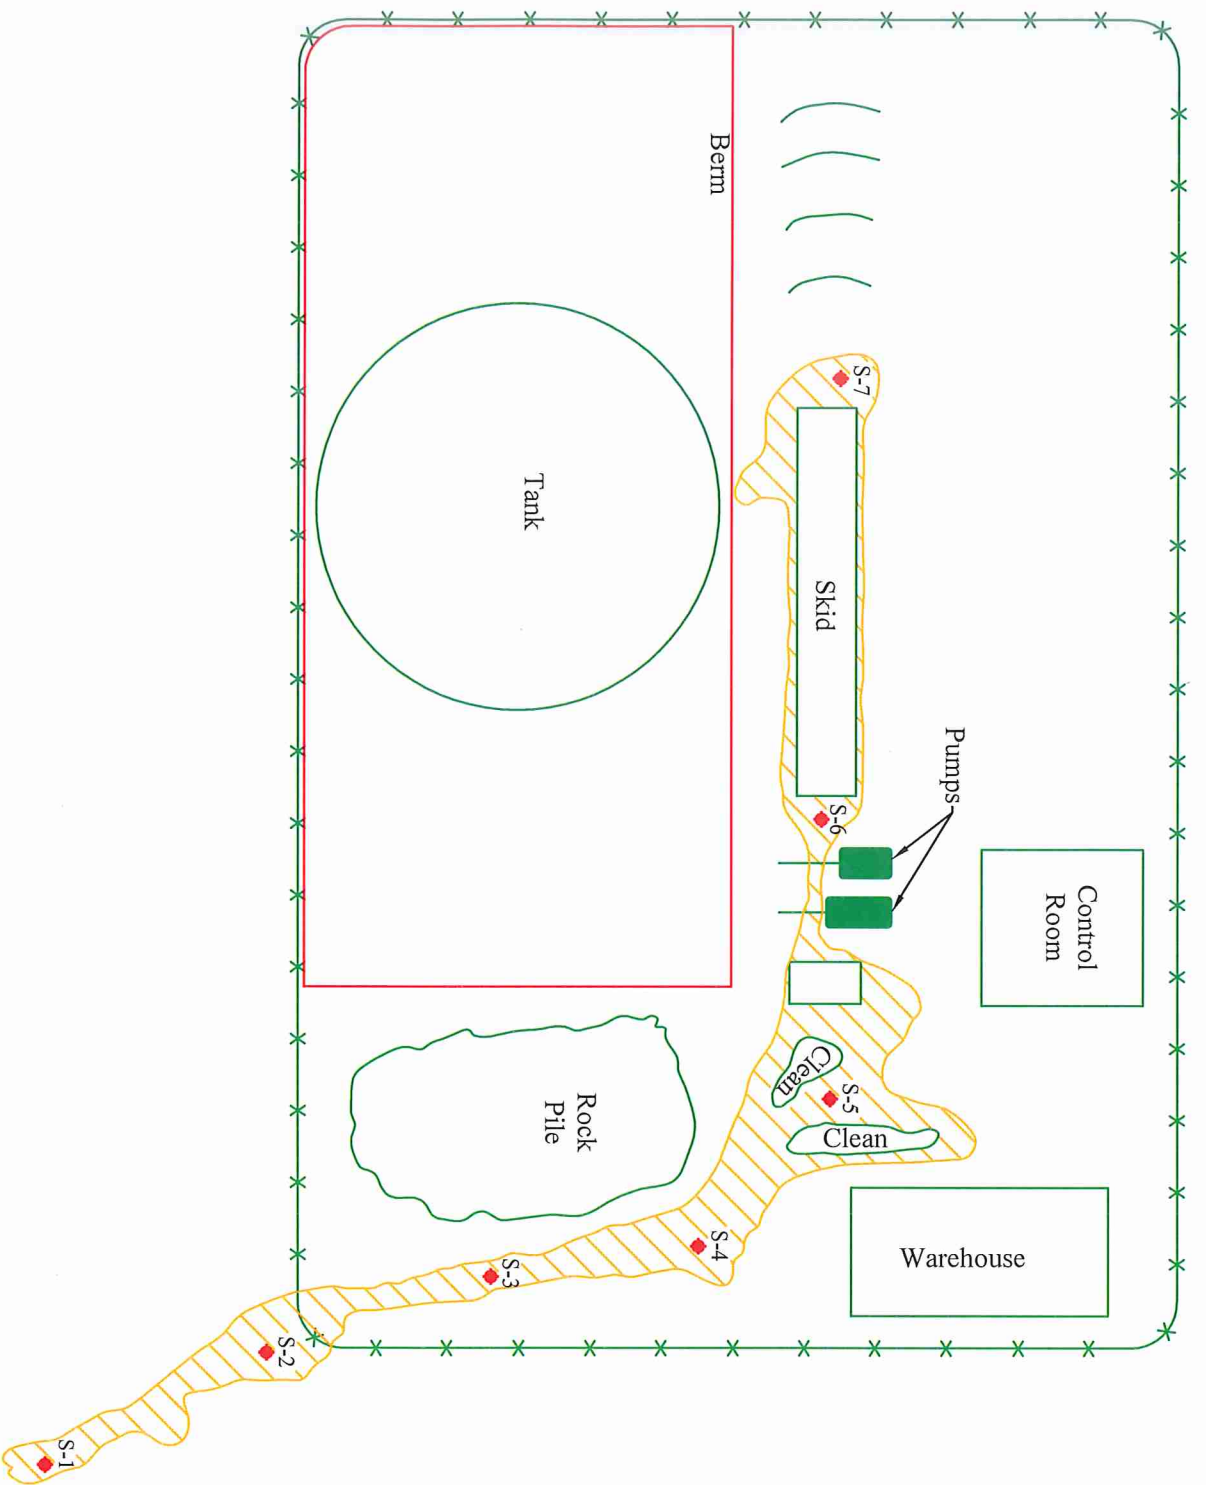 Berm
S-7
Tank
Skid
Pumps
S-6
Control
Room
Clean
S-5
Clean
Rock
Pile
Warehouse
S-4
S-3
S-2
S-1